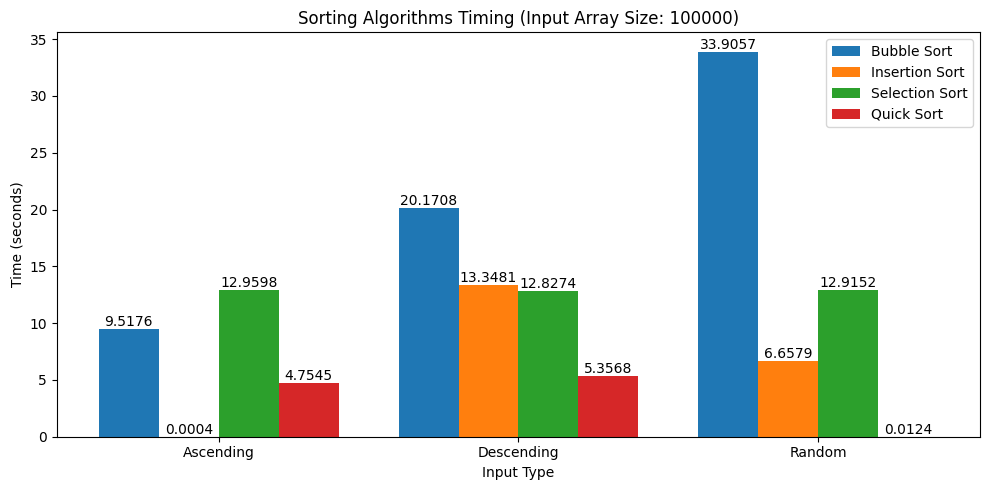 Sorting Algorithms Timing (Input Array Size: 100000)
Bubble Sort
Insertion Sort
Selection Sort
Quick Sort
Time (seconds)
35
30
25
20
15
10
5
0
9.5176
0.0004
12.9598
4.7545
20.1708
13.3481
12.8274
5.3568
33.9057
6.6579
12.9152
0.0124
Ascending
Descending
Random
Input Type